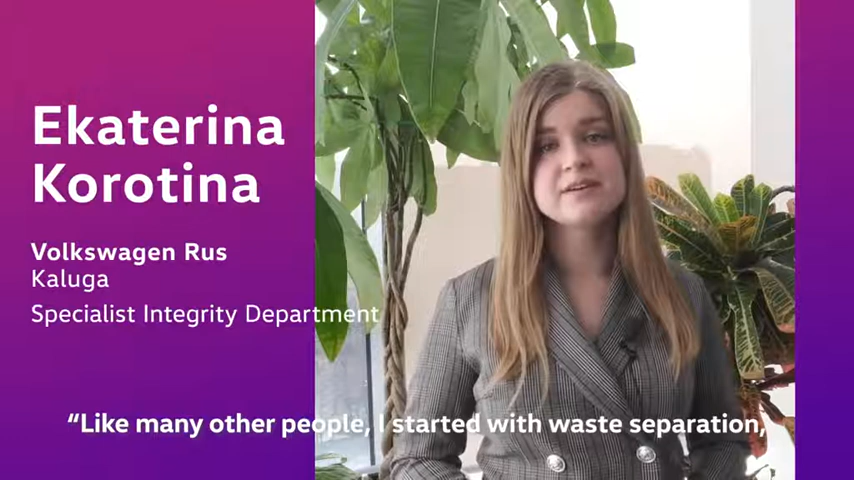 Ekaterina
Korotina
Volkswagen Rus
Kaluga
Specialist Integrity Department
“Like many other people, I started with waste separation,